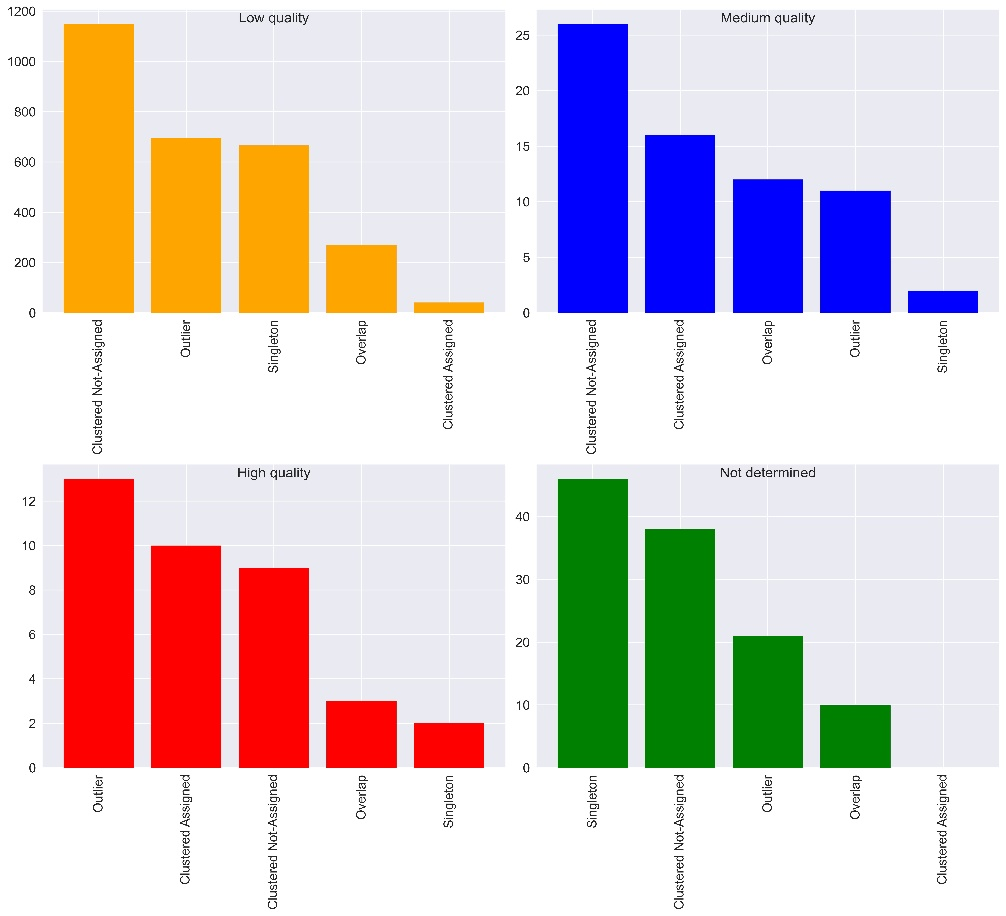 Low quality
1200
1000
800
600
400
200
0
Clustered Not-Assigned
Outlier
Singleton
Overlap
Clustered Assigned
Medium quality
25
20
15
10
5
0
Clustered Not-Assigned
Clustered Assigned
Overlap
Outlier
Singleton
High quality
12
10
8
6
4
2
0
Outlier
Clustered Assigned
Clustered Not-Assigned
Overlap
Singleton
Not determined
40
30
20
10
0
Singleton
Clustered Not-Assigned
Outlier
Overlap
Clustered Assigned